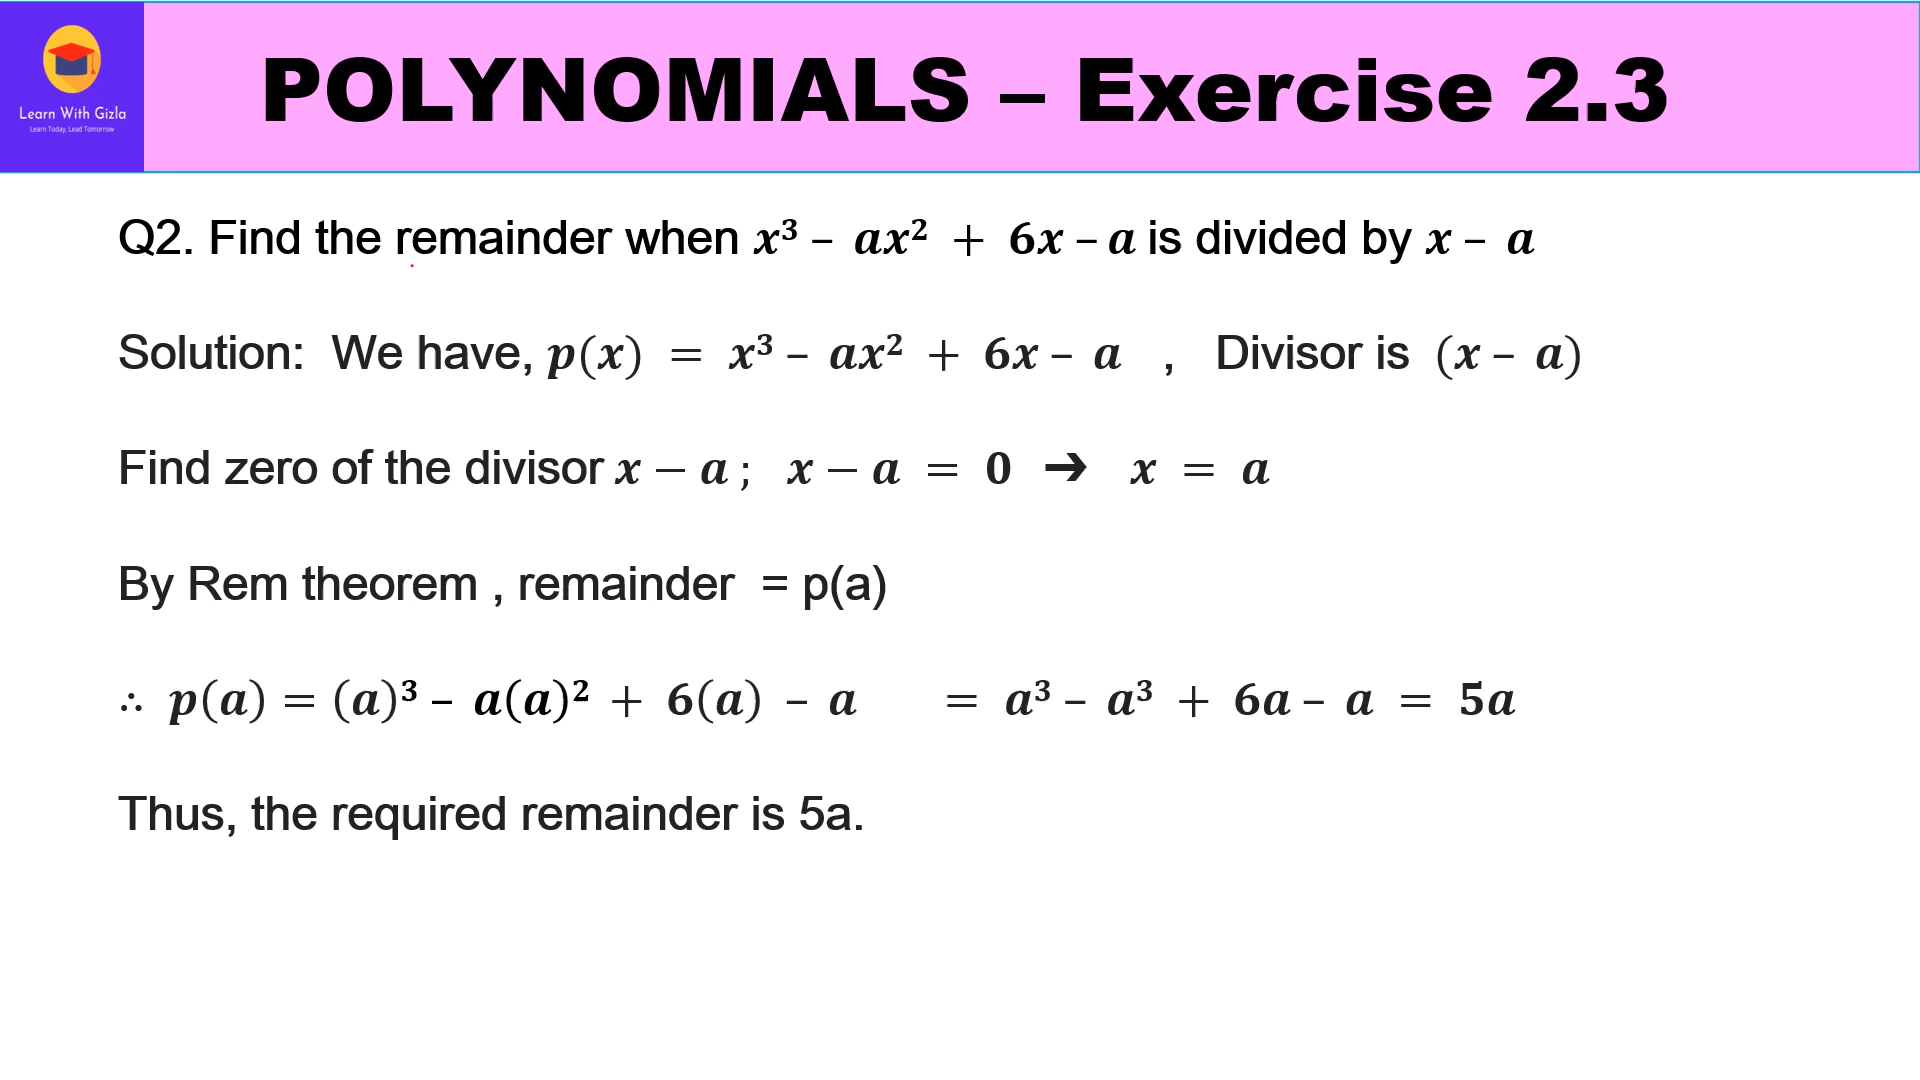 Learn With Gizla
Learn Today, Lead Tomorrow
POLYNOMIALS – Exercise 2.3
Q2. Find the remainder when x³ – ax² + 6x – a is divided by x – a
Solution: We have, p(x) = x³ – ax² + 6x – a , Divisor is (x – a)
Find zero of the divisor x − a ; x − a = 0 ➔ x = a
By Rem theorem , remainder = p(a)
∴ p(a) = (a)³ – a(a)² + 6(a) – a = a³ – a³ + 6a – a = 5a
Thus, the required remainder is 5a.